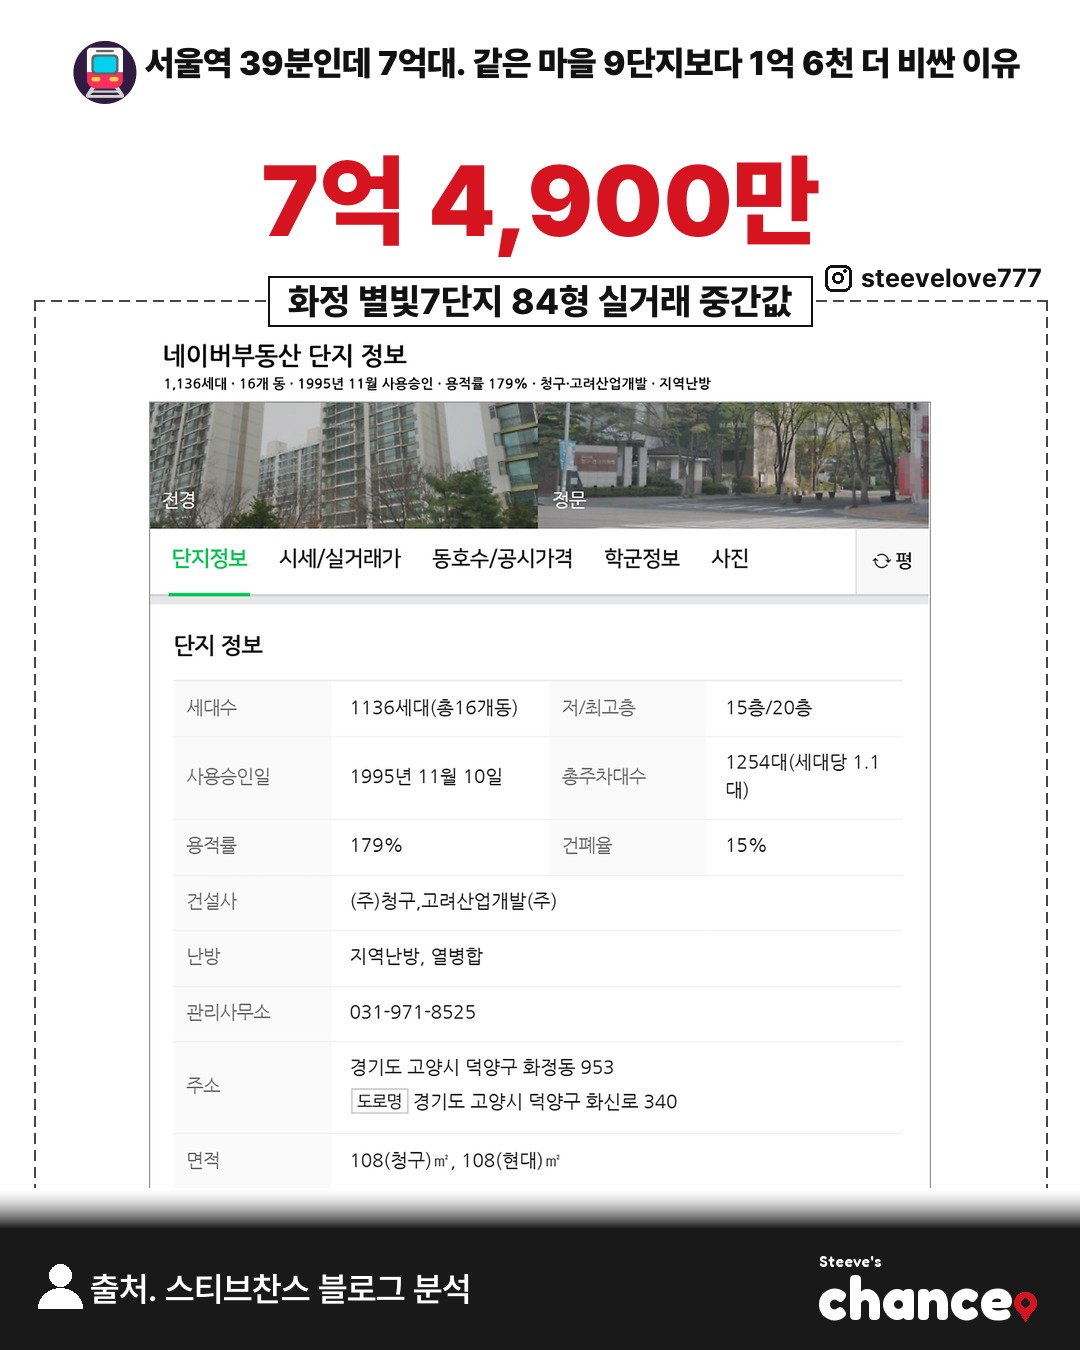 서울역 39분인데 7억대. 같은 마을 9단지보다 1억 6천 더 비싼 이유
7억 4,900만
steevelove777
화정 별빛7단지 84형 실거래 중간값
네이버부동산 단지 정보
1,136세대 · 16개 동 · 1995년 11월 사용승인 · 용적률 179% · 청구·고려산업개발 · 지역난방
전경
정문
단지정보 시세/실거래가 동호수/공시가격 학군정보 사진 평
단지 정보
세대수 1136세대(총16개동) 저/최고층 15층/20층
사용승인일 1995년 11월 10일 총주차대수 1254대(세대당 1.1
대)
용적률 179% 건폐율 15%
건설사 (주)청구,고려산업개발(주)
난방 지역난방, 열병합
관리사무소 031-971-8525
주소 경기도 고양시 덕양구 화정동 953
도로명 경기도 고양시 덕양구 화신로 340
면적 108(청구)㎡, 108(현대)㎡
출처. 스티브찬스 블로그 분석
Steeve's
chance